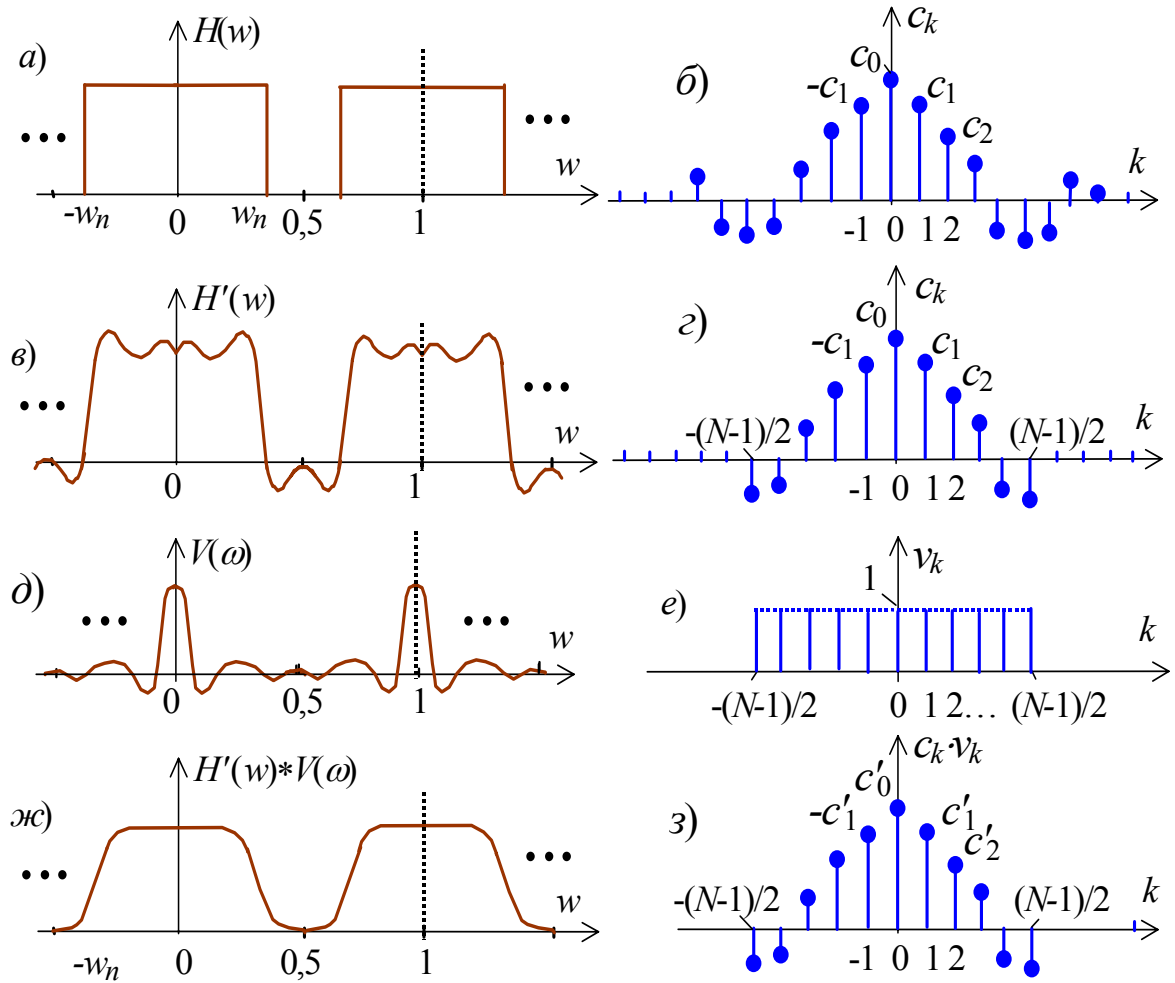 а)
H(w)
w
-wₙ
0
wₙ
0,5
1
б)
cₖ
c₀
-c₁
c₁
c₂
k
-1 0 1 2
в)
H′(w)
w
0
1
г)
cₖ
c₀
-c₁
c₁
c₂
-(N-1)/2
(N-1)/2
k
-1 0 1 2
д)
V(ω)
w
0
0,5
1
е)
vₖ
1
k
-(N-1)/2
0 1 2… (N-1)/2
ж)
H′(w)*V(ω)
w
-wₙ
0
0,5
1
з)
cₖ·vₖ
c′₀
-c′₁
c′₁
c′₂
-(N-1)/2
(N-1)/2
k
-1 0 1 2